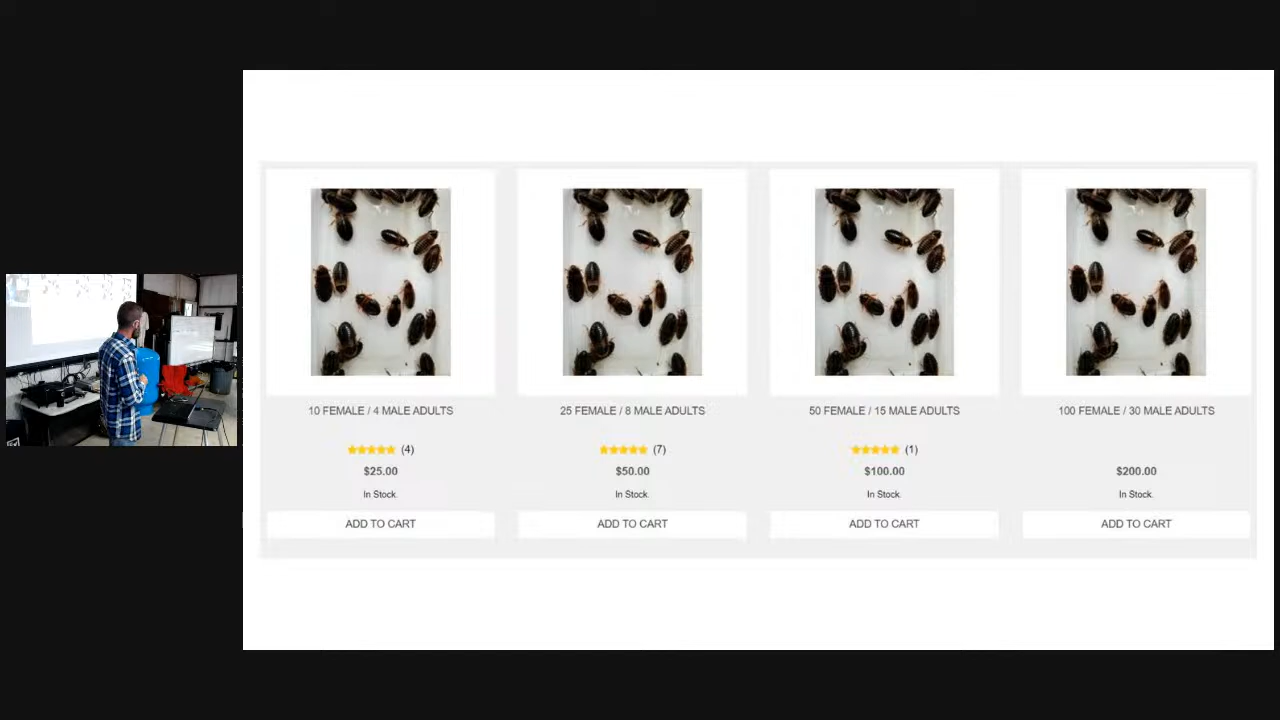 10 FEMALE / 4 MALE ADULTS
(4)
$25.00
In Stock
ADD TO CART
25 FEMALE / 8 MALE ADULTS
(7)
$50.00
In Stock
ADD TO CART
50 FEMALE / 15 MALE ADULTS
(1)
$100.00
In Stock
ADD TO CART
100 FEMALE / 30 MALE ADULTS
$200.00
In Stock
ADD TO CART